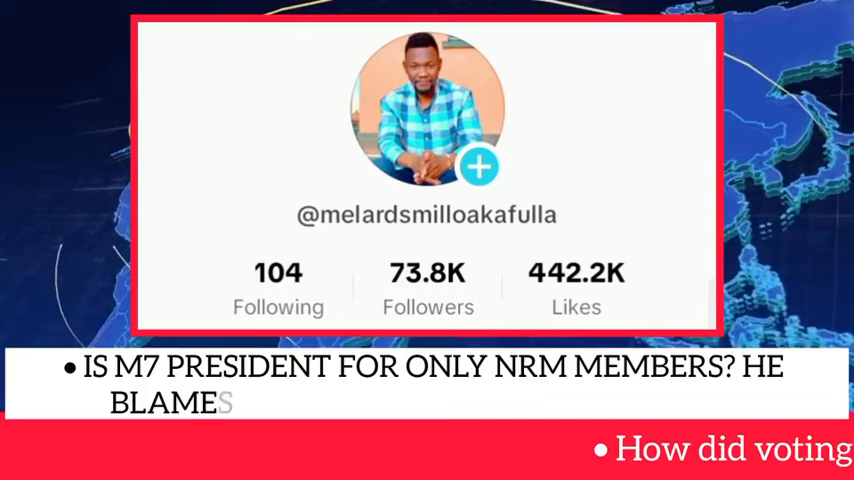 @melardsmilloakafulla
104 73.8K 442.2K
Following Followers Likes
• IS M7 PRESIDENT FOR ONLY NRM MEMBERS? HE
BLAMES
• How did voting